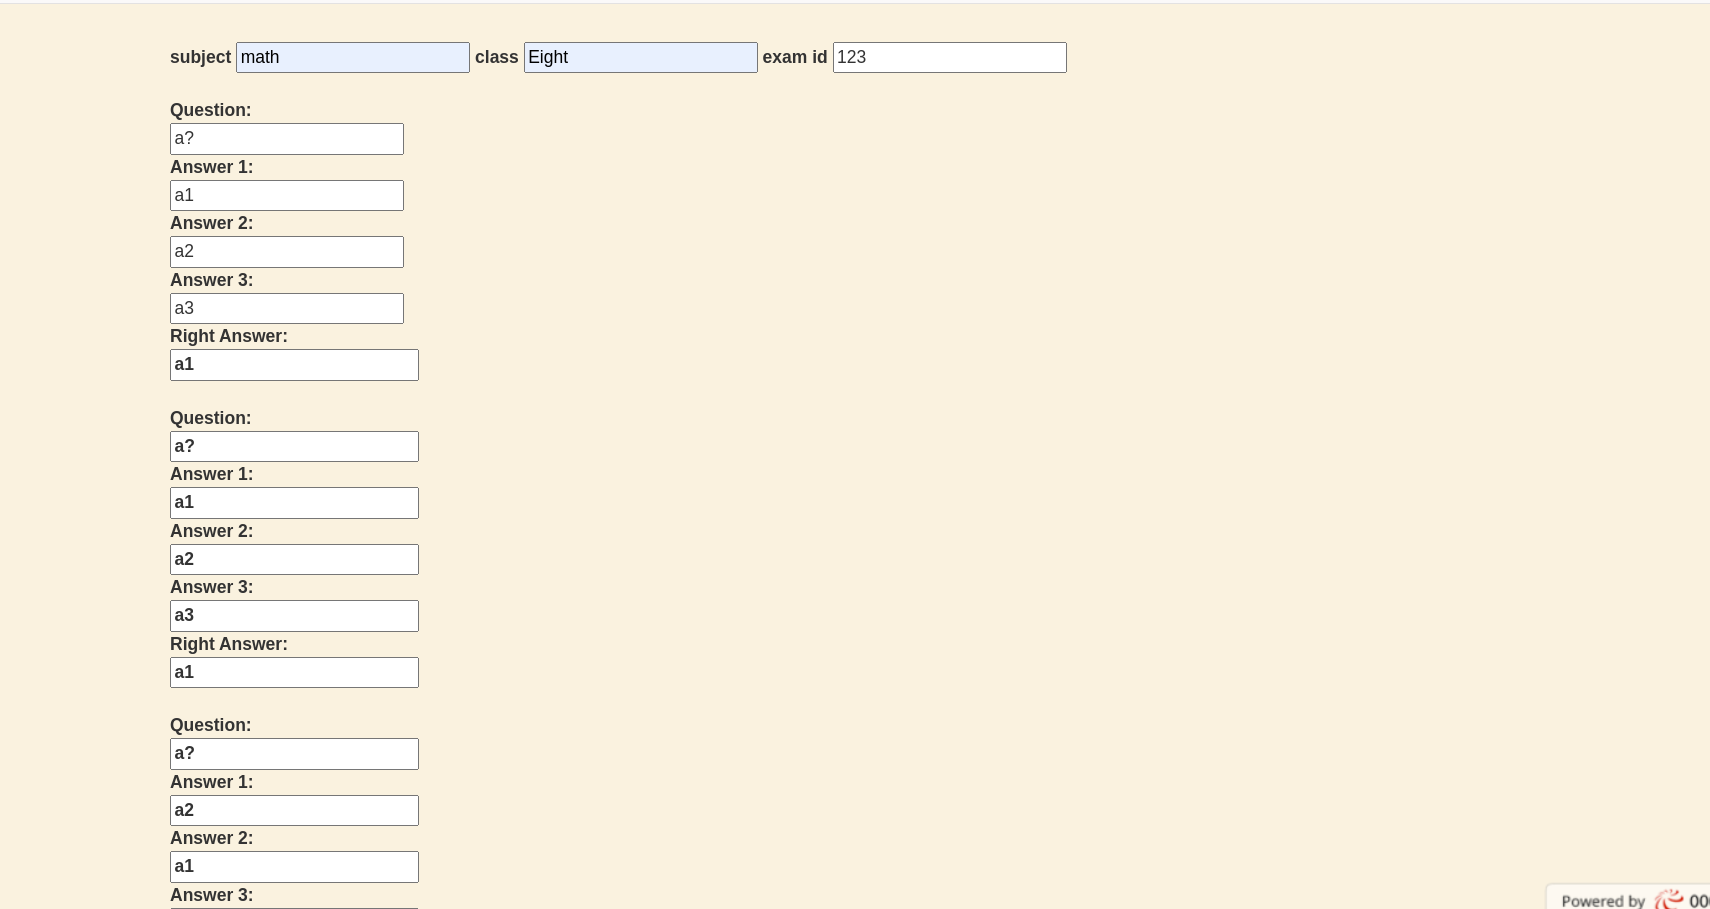 subject math class Eight exam id 123
Question:
a?
Answer 1:
a1
Answer 2:
a2
Answer 3:
a3
Right Answer:
a1
Question:
a?
Answer 1:
a1
Answer 2:
a2
Answer 3:
a3
Right Answer:
a1
Question:
a?
Answer 1:
a2
Answer 2:
a1
Answer 3:
Powered by